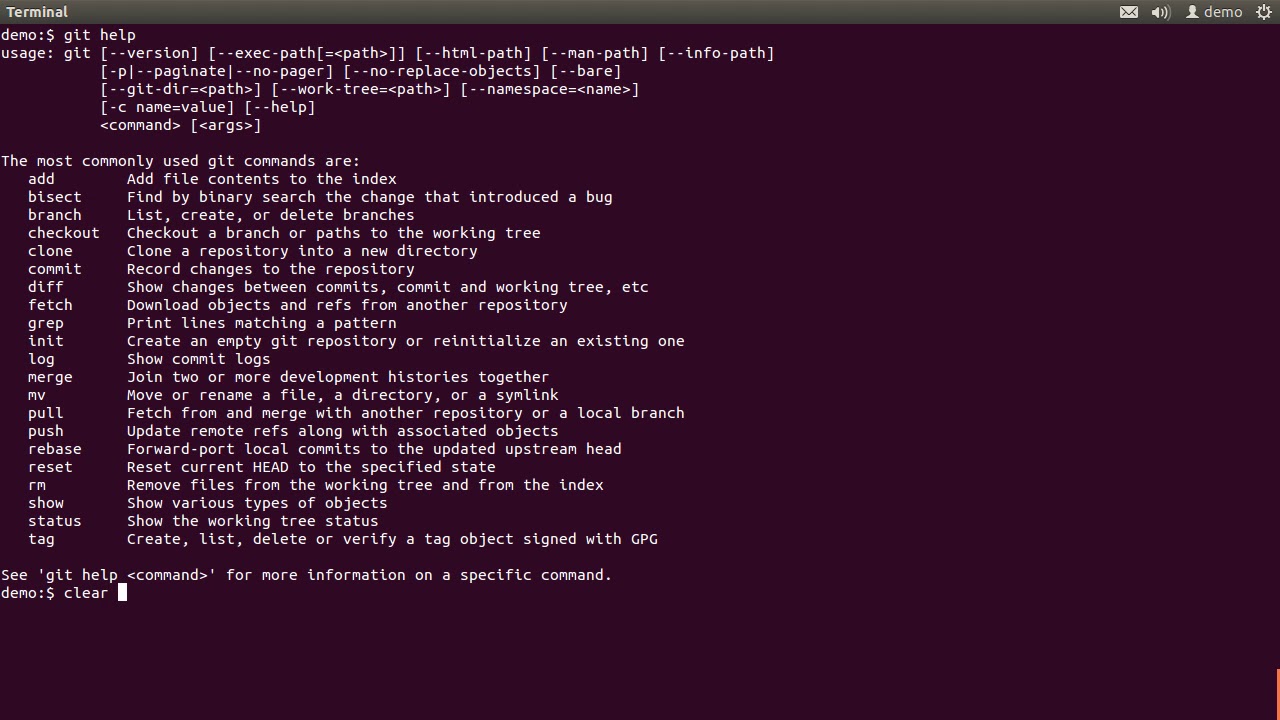 Terminal demo
demo:$ git help
usage: git [--version] [--exec-path[=<path>]] [--html-path] [--man-path] [--info-path]
           [-p|--paginate|--no-pager] [--no-replace-objects] [--bare]
           [--git-dir=<path>] [--work-tree=<path>] [--namespace=<name>]
           [-c name=value] [--help]
           <command> [<args>]

The most commonly used git commands are:
   add        Add file contents to the index
   bisect     Find by binary search the change that introduced a bug
   branch     List, create, or delete branches
   checkout   Checkout a branch or paths to the working tree
   clone      Clone a repository into a new directory
   commit     Record changes to the repository
   diff       Show changes between commits, commit and working tree, etc
   fetch      Download objects and refs from another repository
   grep       Print lines matching a pattern
   init       Create an empty git repository or reinitialize an existing one
   log        Show commit logs
   merge      Join two or more development histories together
   mv         Move or rename a file, a directory, or a symlink
   pull       Fetch from and merge with another repository or a local branch
   push       Update remote refs along with associated objects
   rebase     Forward-port local commits to the updated upstream head
   reset      Reset current HEAD to the specified state
   rm         Remove files from the working tree and from the index
   show       Show various types of objects
   status     Show the working tree status
   tag        Create, list, delete or verify a tag object signed with GPG

See 'git help <command>' for more information on a specific command.
demo:$ clear